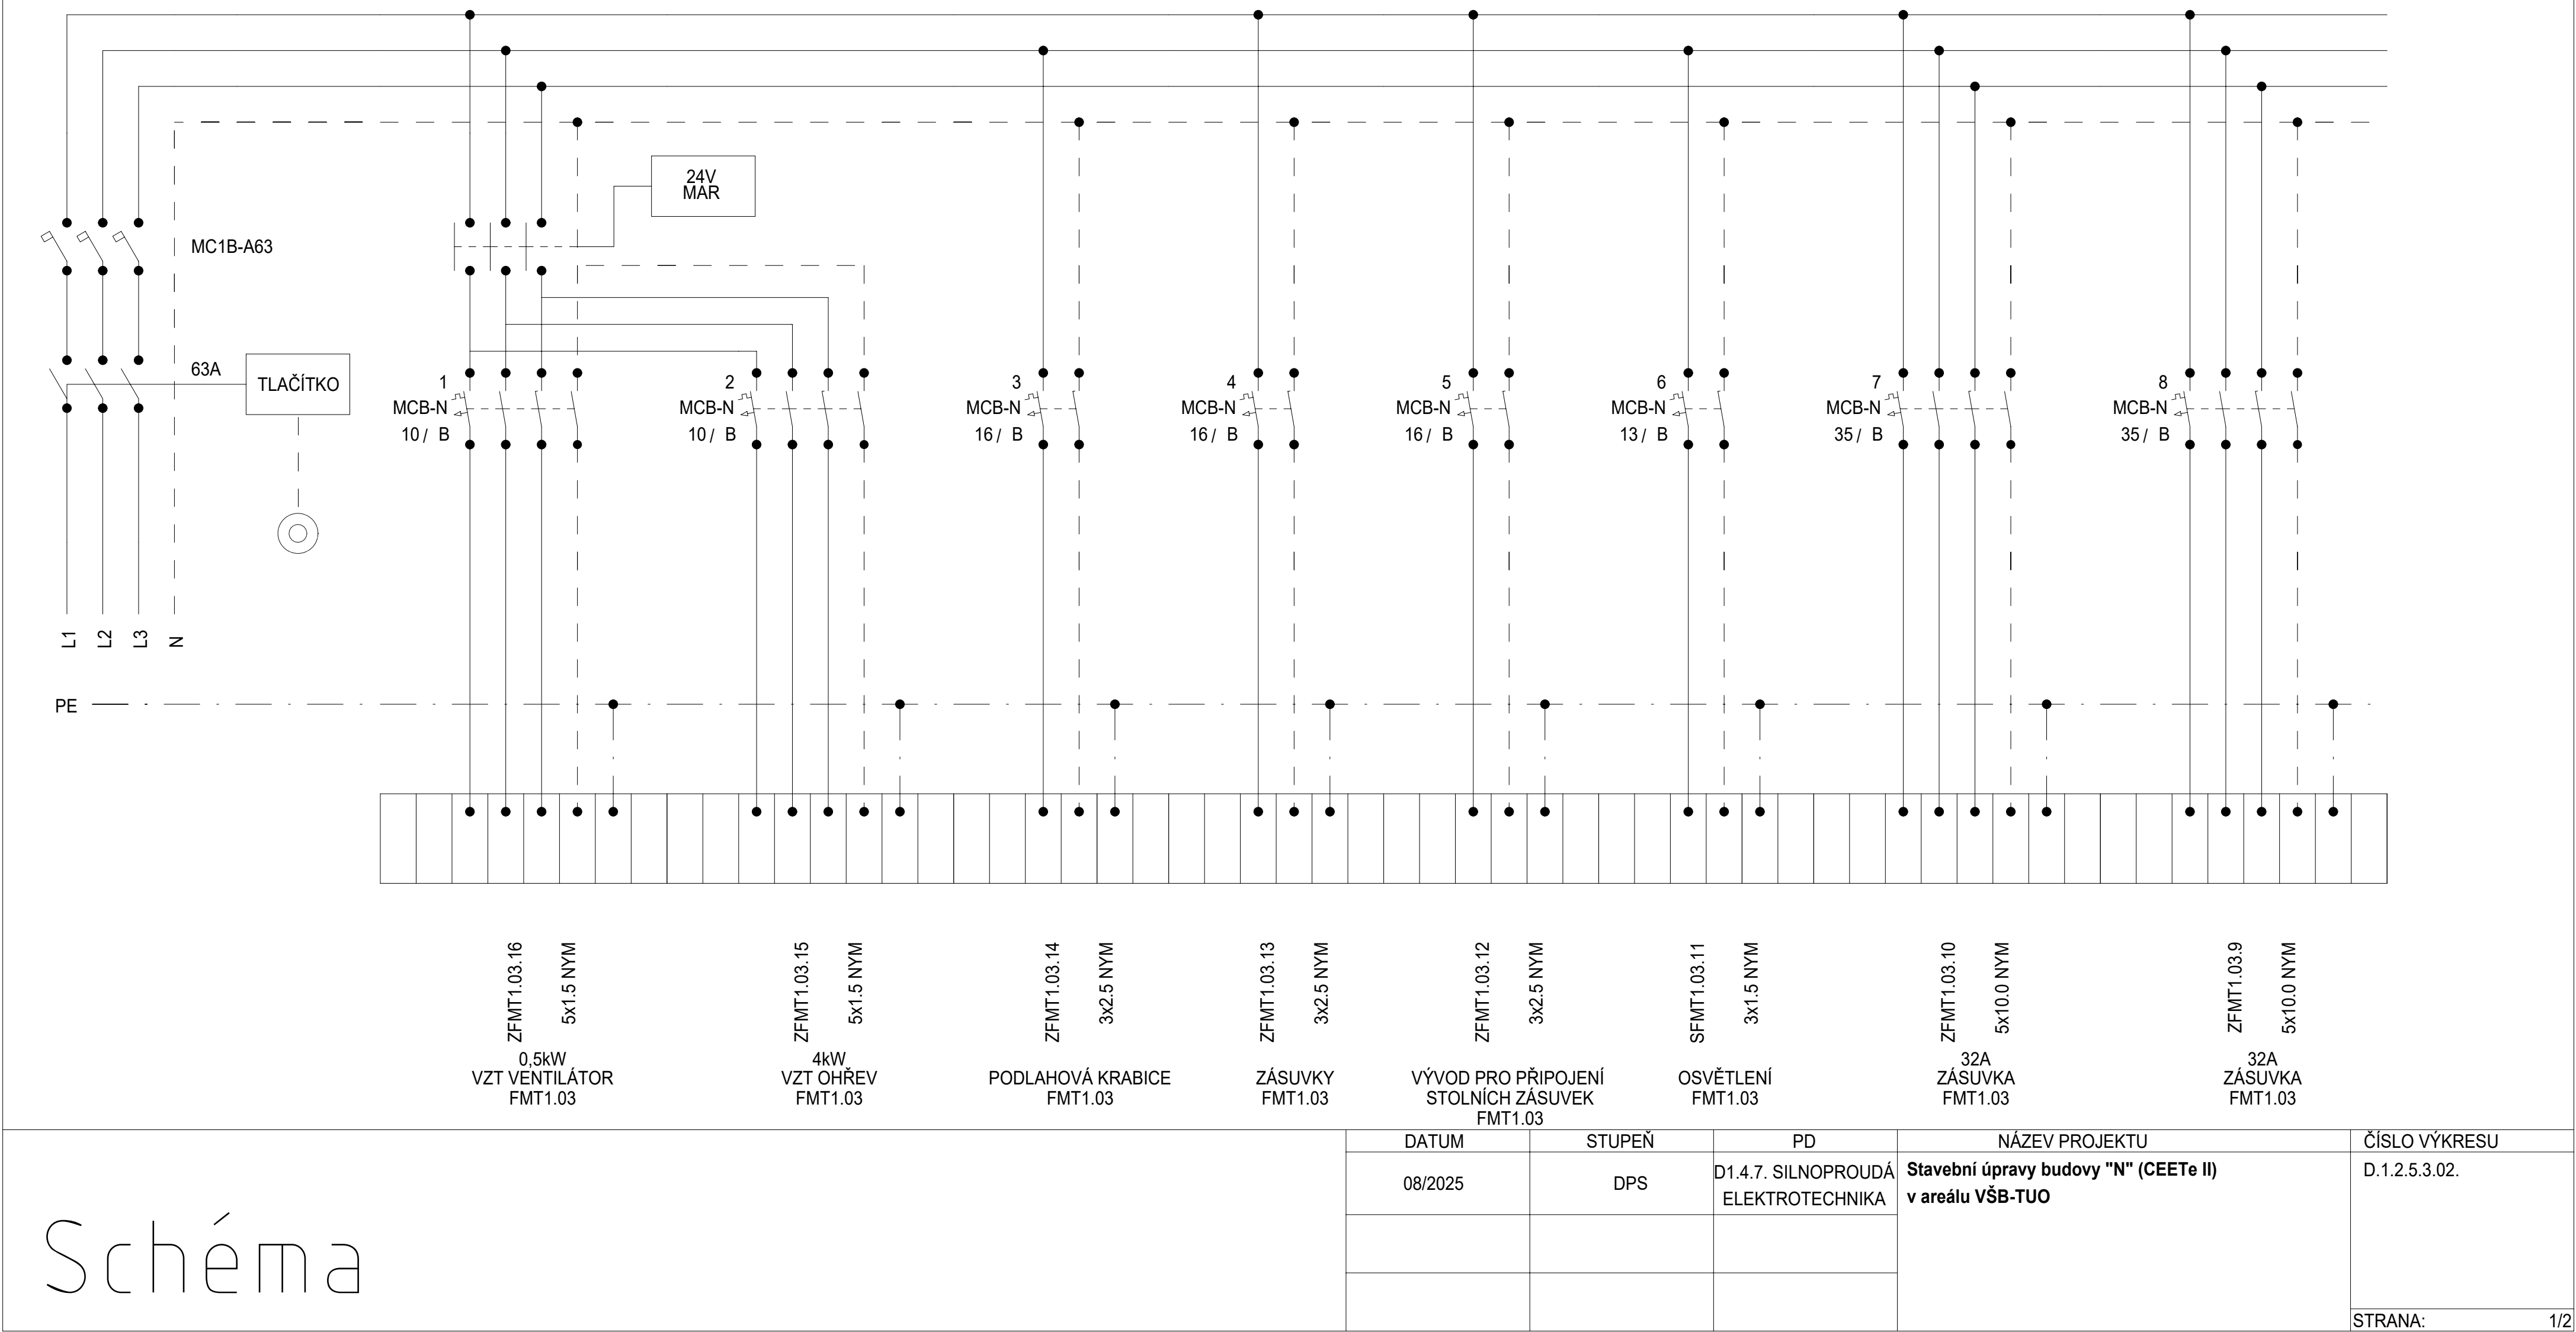 24V
MAR
MC1B-A63
63A
TLAČÍTKO
1
MCB-N
10 / B
2
MCB-N
10 / B
3
MCB-N
16 / B
4
MCB-N
16 / B
5
MCB-N
16 / B
6
MCB-N
13 / B
7
MCB-N
35 / B
8
MCB-N
35 / B
L1
L2
L3
N
PE
ZFMT1.03.16
5x1.5 NYM
0,5kW
VZT VENTILÁTOR
FMT1.03
ZFMT1.03.15
5x1.5 NYM
4kW
VZT OHŘEV
FMT1.03
ZFMT1.03.14
3x2.5 NYM
PODLAHOVÁ KRABICE
FMT1.03
ZFMT1.03.13
3x2.5 NYM
ZÁSUVKY
FMT1.03
ZFMT1.03.12
3x2.5 NYM
VÝVOD PRO PŘIPOJENÍ
STOLNÍCH ZÁSUVEK
FMT1.03
SFMT1.03.11
3x1.5 NYM
OSVĚTLENÍ
FMT1.03
ZFMT1.03.10
5x10.0 NYM
32A
ZÁSUVKA
FMT1.03
ZFMT1.03.9
5x10.0 NYM
32A
ZÁSUVKA
FMT1.03
Schéma
DATUM
08/2025
STUPEŇ
DPS
PD
D1.4.7. SILNOPROUDÁ
ELEKTROTECHNIKA
NÁZEV PROJEKTU
Stavební úpravy budovy "N" (CEETe II)
v areálu VŠB-TUO
ČÍSLO VÝKRESU
D.1.2.5.3.02.
STRANA: 1/2